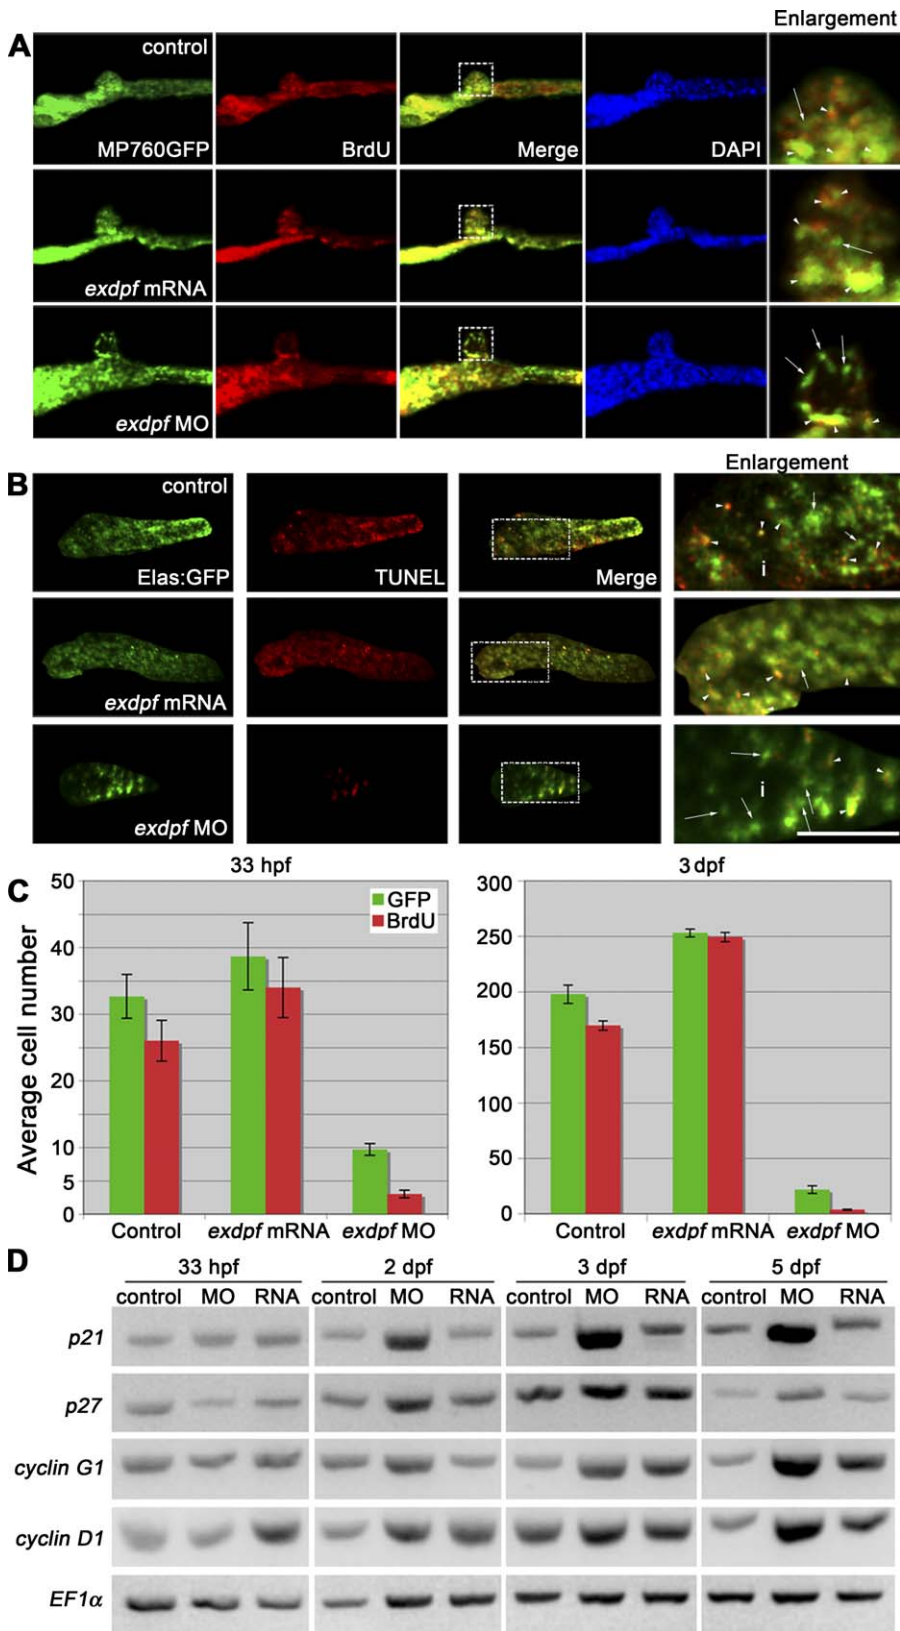 Enlargement
A
control
MP760GFP BrdU Merge DAPI
exdpf mRNA
exdpf MO
Enlargement
B
control
Elas:GFP TUNEL Merge
i
exdpf mRNA
i
exdpf MO
C
33 hpf
3 dpf
Average cell number
50
40
30
20
10
5
0
GFP
BrdU
Control exdpf mRNA exdpf MO
300
250
200
150
100
50
0
Control exdpf mRNA exdpf MO
D
33 hpf 2 dpf 3 dpf 5 dpf
control MO RNA control MO RNA control MO RNA control MO RNA
p21
p27
cyclin G1
cyclin D1
EF1α